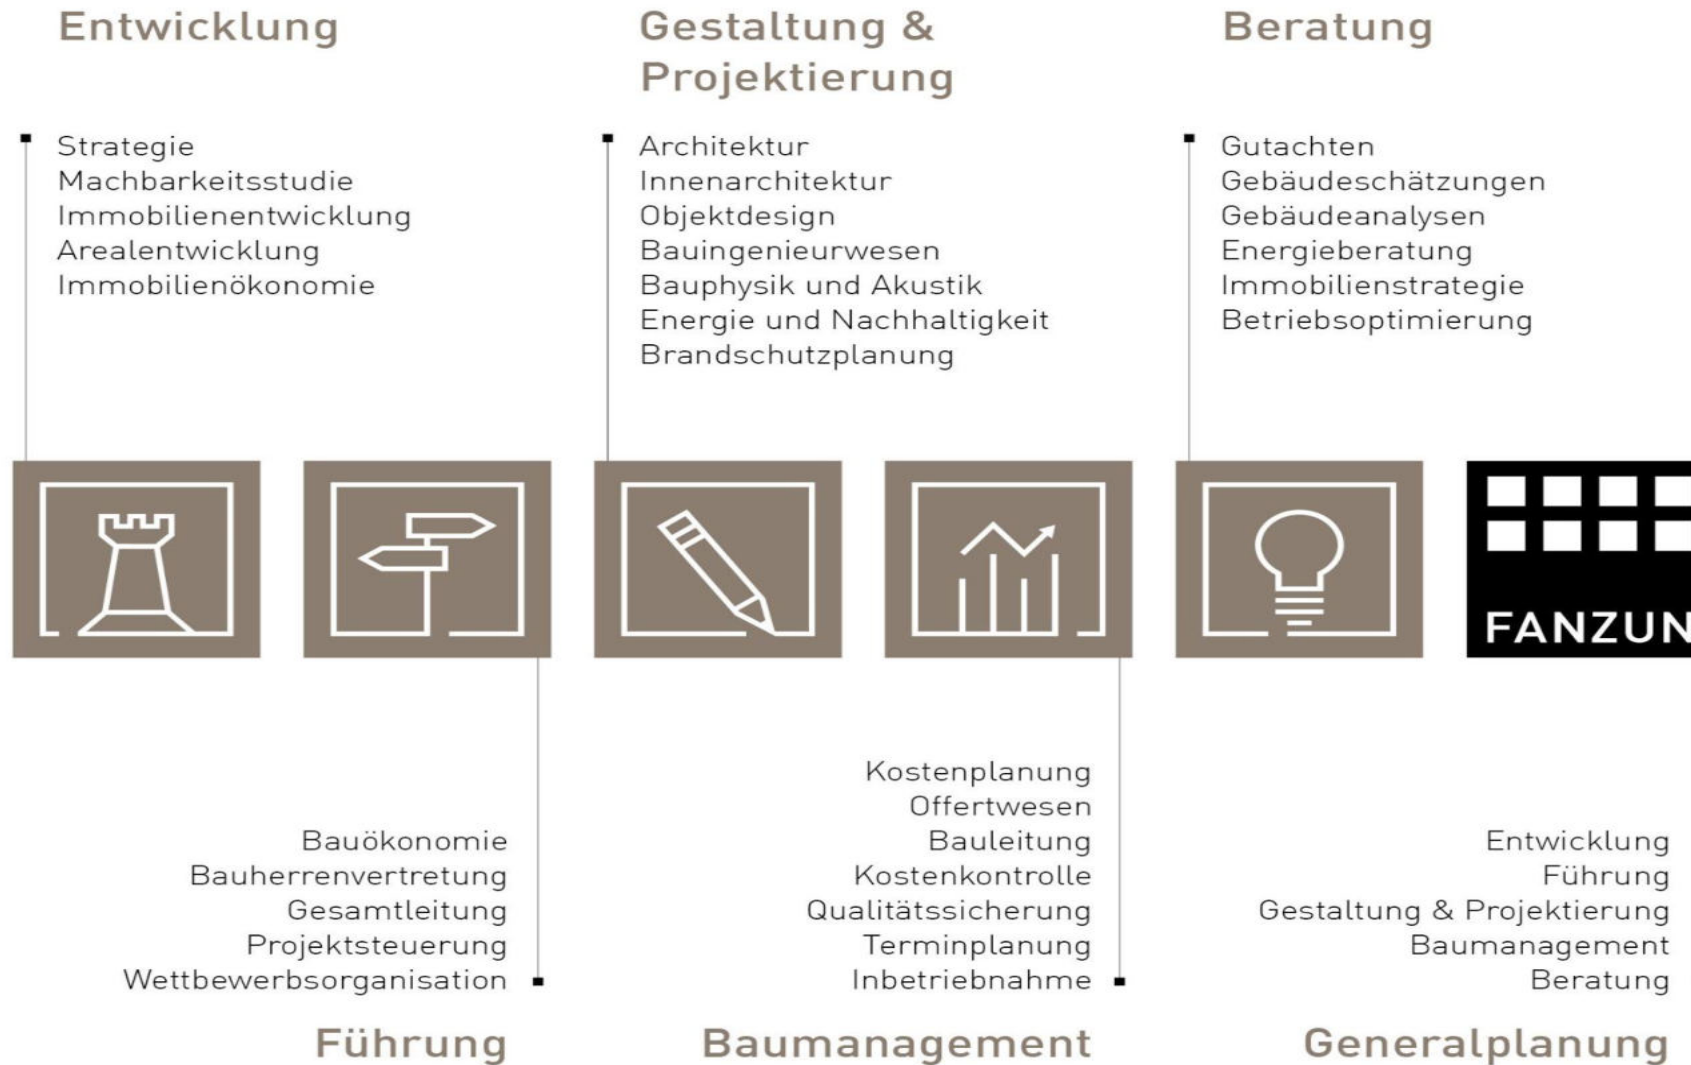 Entwicklung
Strategie
Machbarkeitsstudie
Immobilienentwicklung
Arealentwicklung
Immobilienökonomie
Gestaltung &
Projektierung
Architektur
Innenarchitektur
Objektdesign
Bauingenieurwesen
Bauphysik und Akustik
Energie und Nachhaltigkeit
Brandschutzplanung
Beratung
Gutachten
Gebäudeschätzungen
Gebäudeanalysen
Energieberatung
Immobilienstrategie
Betriebsoptimierung
FANZUN
Bauökonomie
Bauherrenvertretung
Gesamtleitung
Projektsteuerung
Wettbewerbsorganisation
Führung
Kostenplanung
Offertwesen
Bauleitung
Kostenkontrolle
Qualitätssicherung
Terminplanung
Inbetriebnahme
Baumanagement
Entwicklung
Führung
Gestaltung & Projektierung
Baumanagement
Beratung
Generalplanung